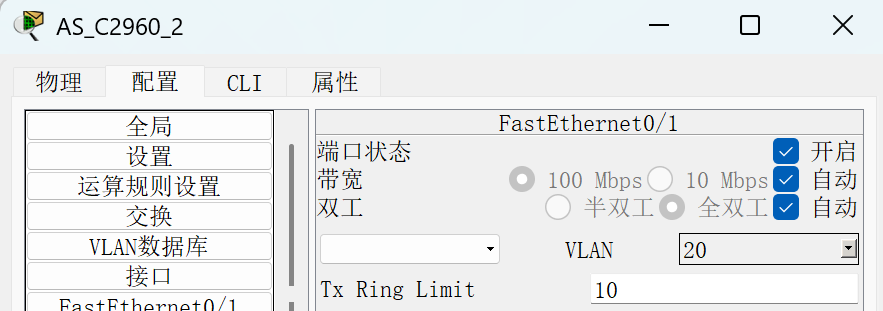 AS_C2960_2
物理 配置 CLI 属性
全局
设置
运算规则设置
交换
VLAN数据库
接口
FastEthernet0/1
FastEthernet0/1
端口状态 开启
带宽 100 Mbps 10 Mbps 自动
双工 半双工 全双工 自动
VLAN 20
Tx Ring Limit 10